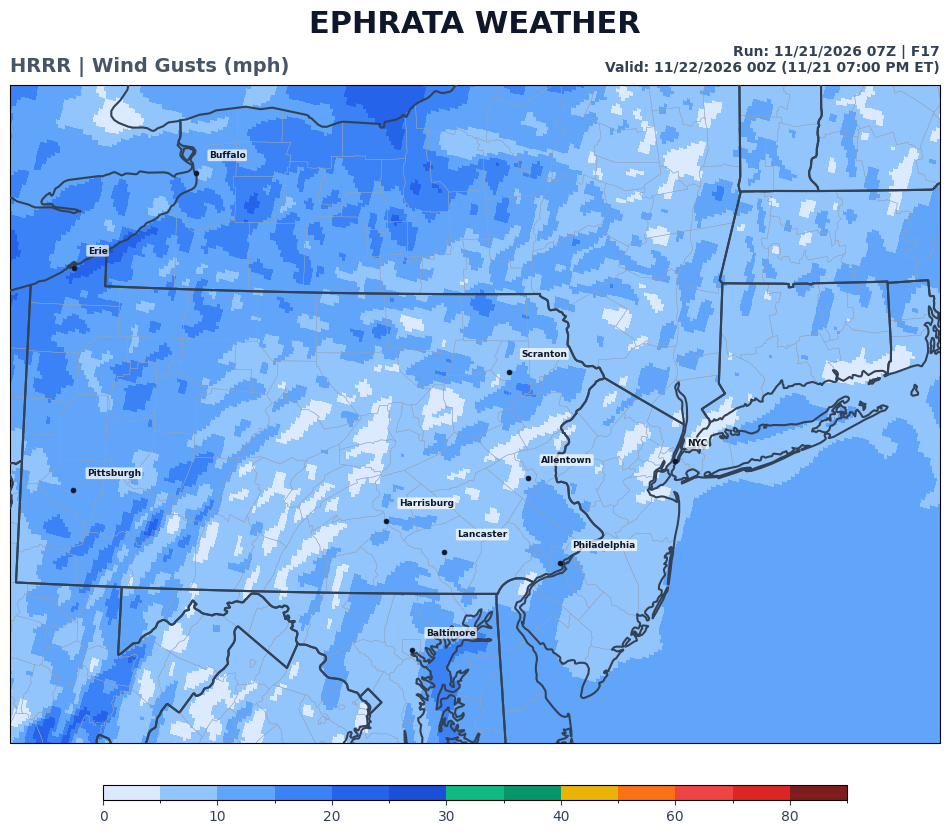 EPHRATA WEATHER
HRRR | Wind Gusts (mph)
Run: 11/21/2026 07Z | F17
Valid: 11/22/2026 00Z (11/21 07:00 PM ET)
Buffalo
Erie
Scranton
NYC
Allentown
Pittsburgh
Harrisburg
Lancaster
Philadelphia
Baltimore
0 10 20 30 40 60 80